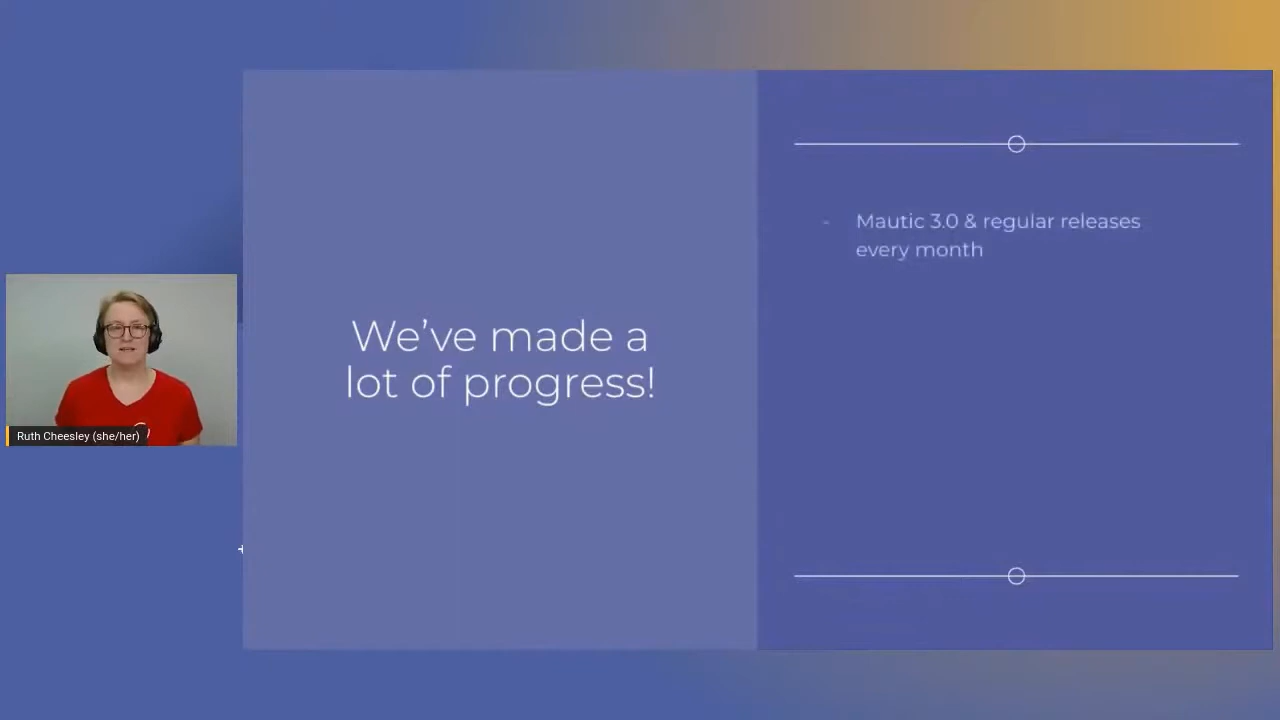 We've made a
lot of progress!
- Mautic 3.0 & regular releases
every month
Ruth Cheesley (she/her)